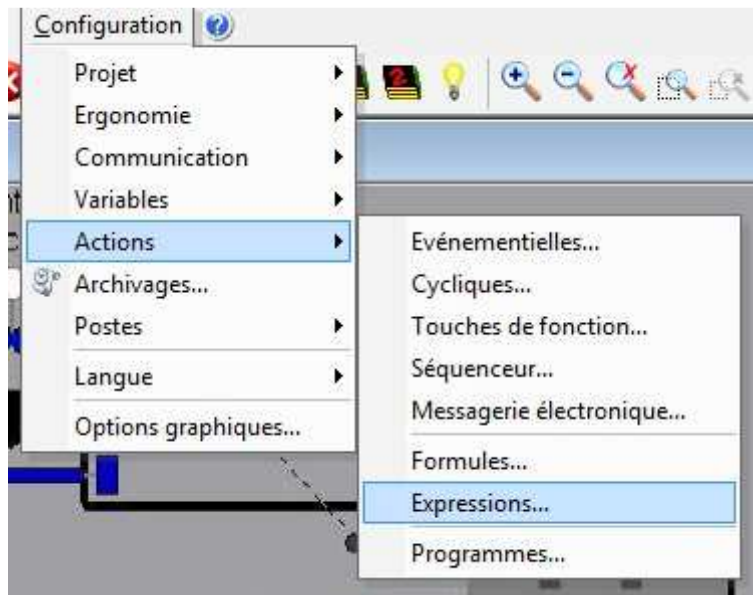 Configuration
Projet
Ergonomie
Communication
Variables
Actions
Archivages...
Postes
Langue
Options graphiques...
Evénementielles...
Cycliques...
Touches de fonction...
Séquenceur...
Messagerie électronique...
Formules...
Expressions...
Programmes...